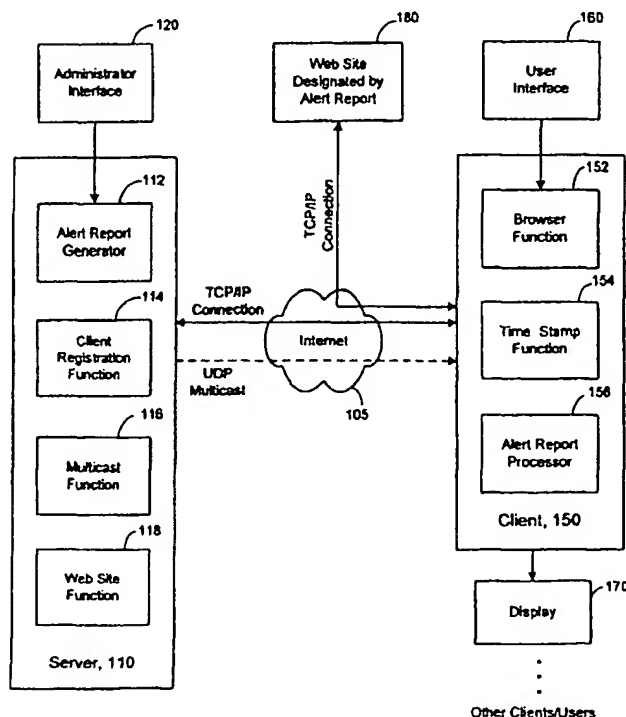 120
Administrator
Interface
180
Web Site
Designated by
Alert Report
160
User
Interface
112
Alert Report
Generator
114
Client
Registration
Function
116
Multicast
Function
118
Web Site
Function
Server, 110
TCP/IP
Connection
TCP/IP
Connection
Internet
UDP
Multicast
105
152
Browser
Function
154
Time Stamp
Function
156
Alert Report
Processor
Client, 150
170
Display
Other Clients/Users